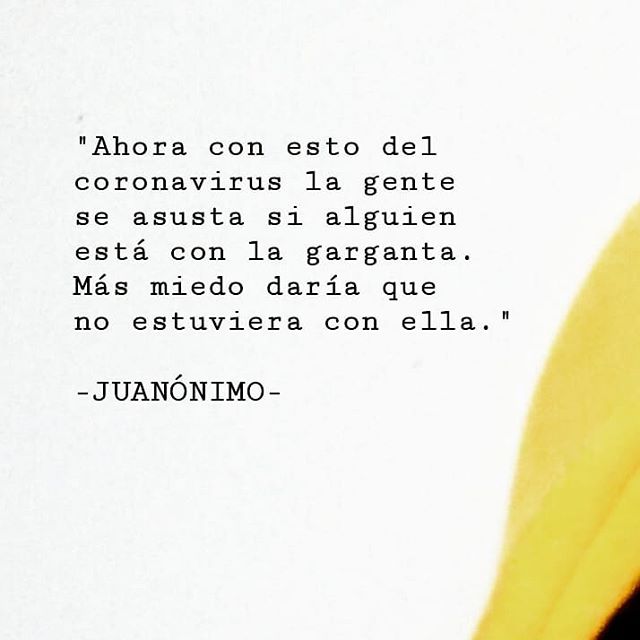 "Ahora con esto del
coronavirus la gente
se asusta si alguien
está con la garganta.
Más miedo daría que
no estuviera con ella."
-JUANÓNIMO-